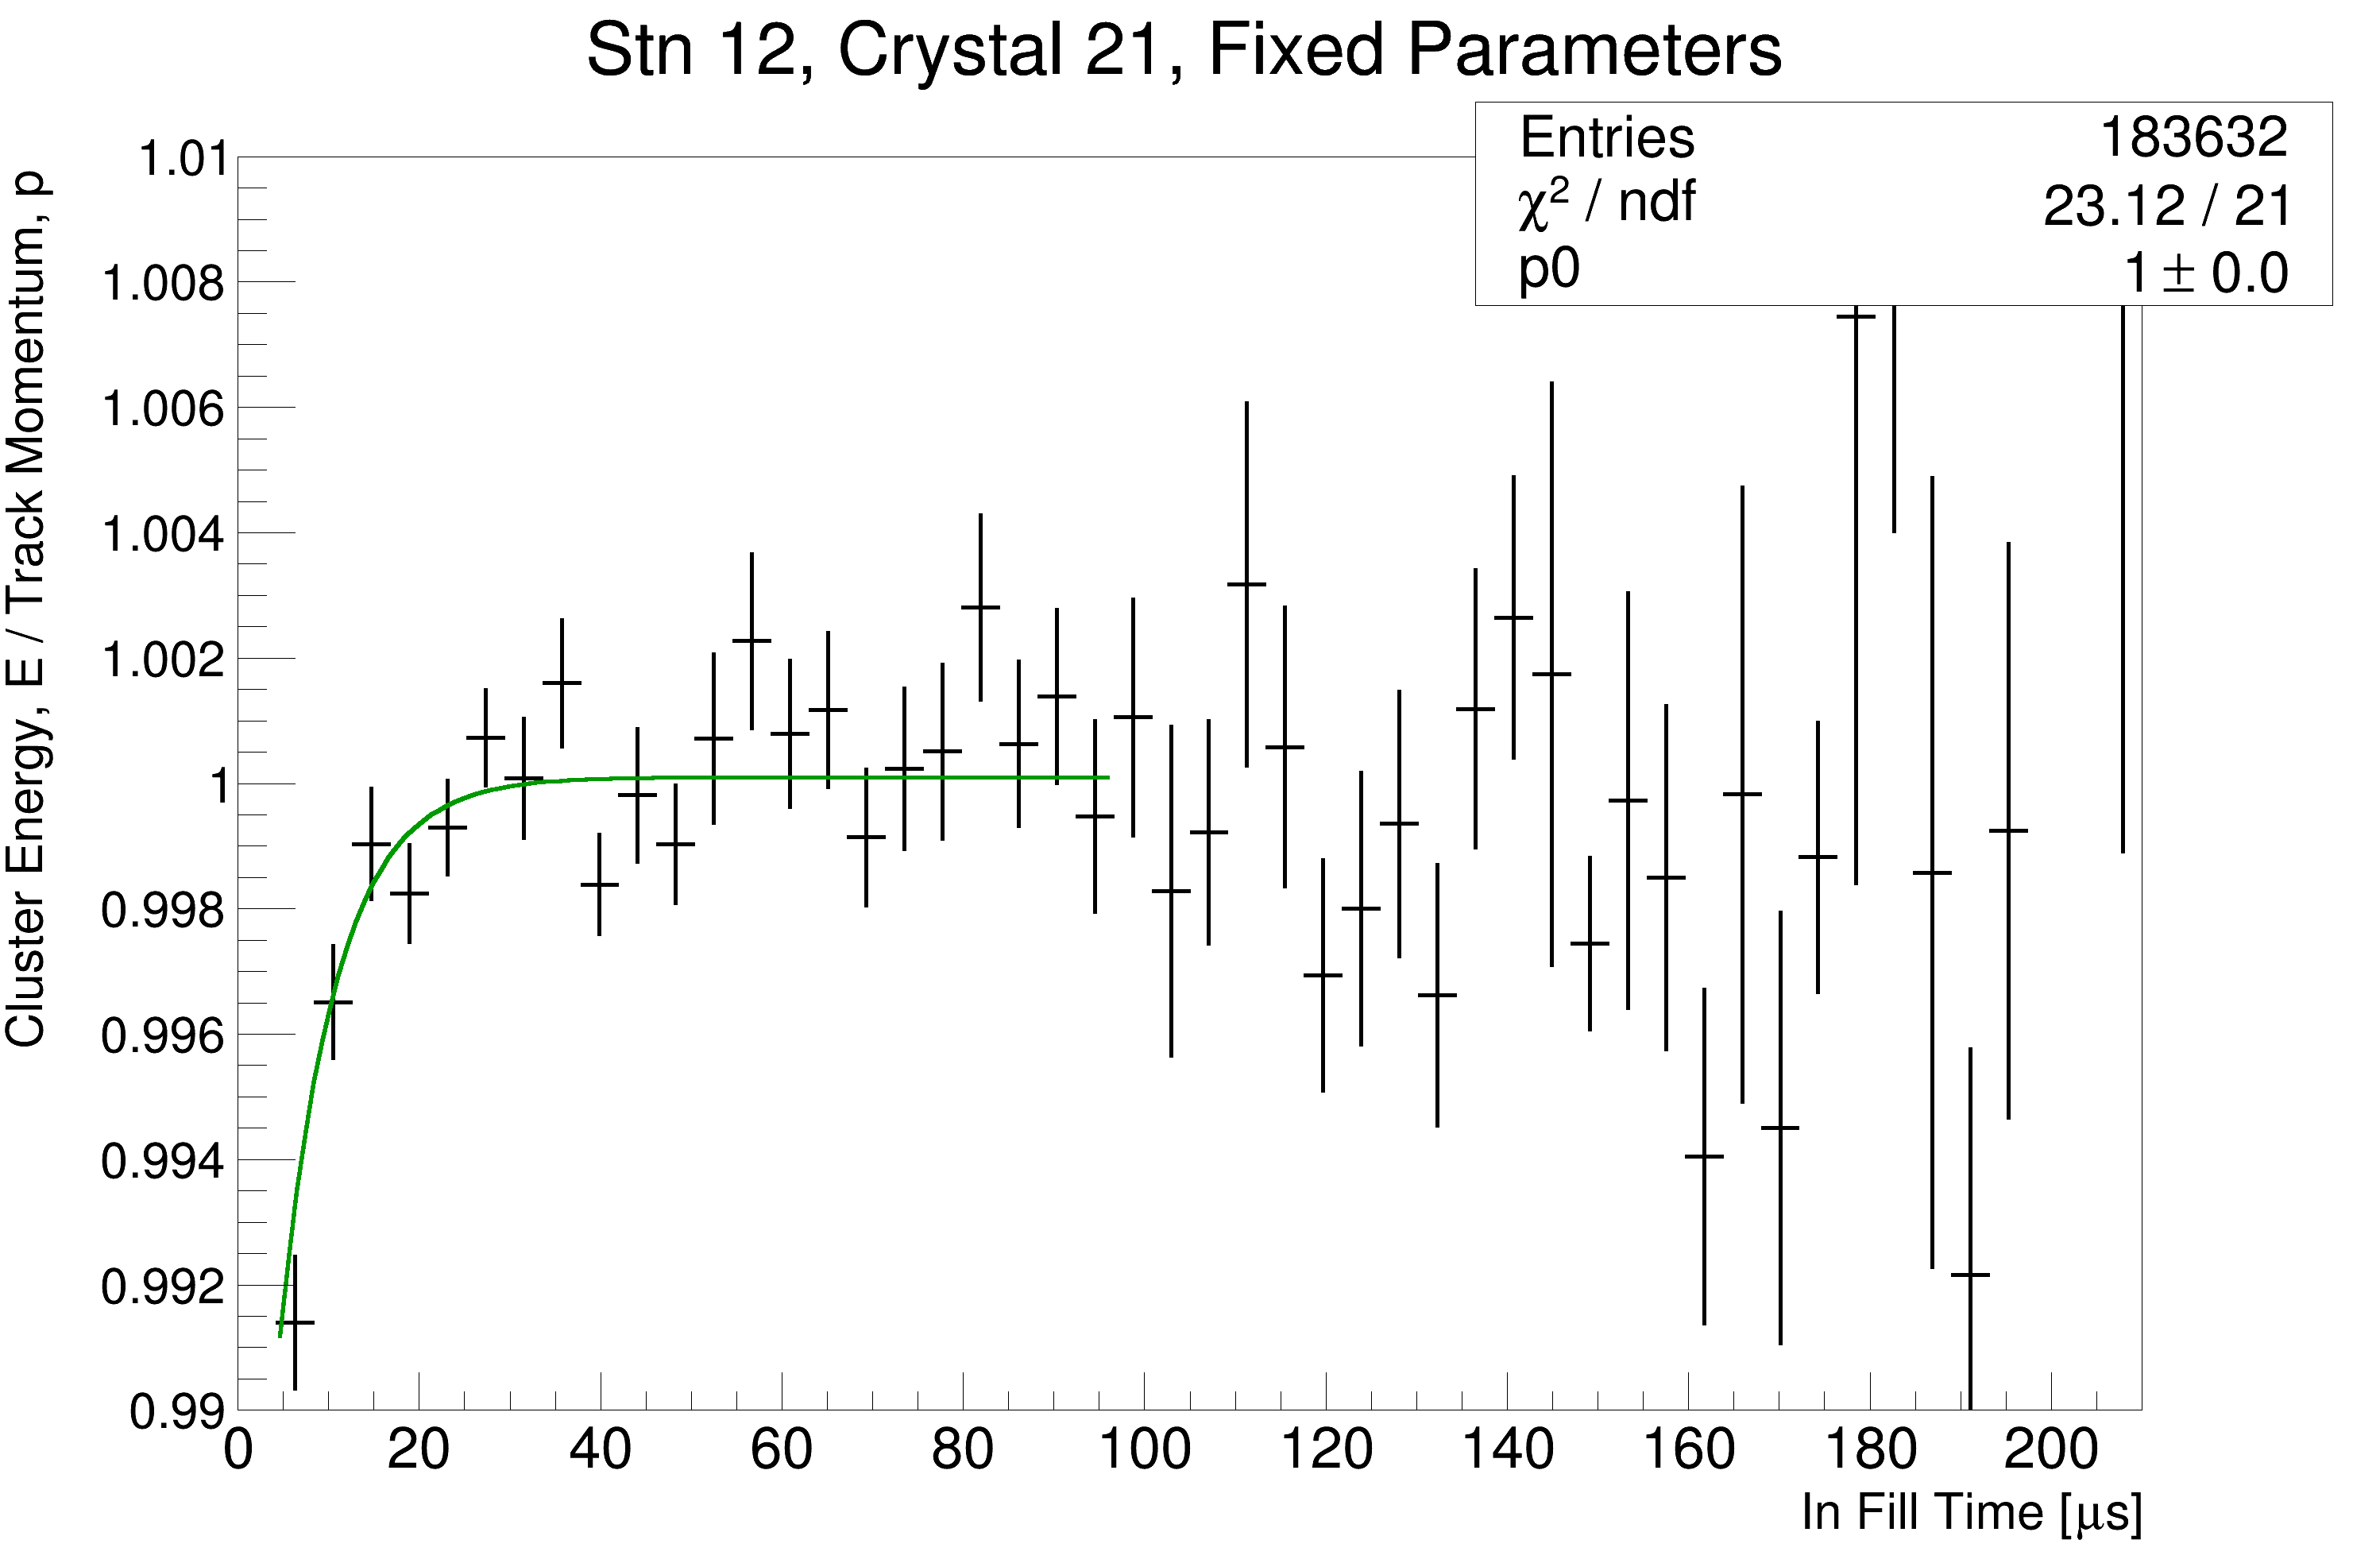 Stn 12, Crystal 21, Fixed Parameters
Entries 183632
χ² / ndf 23.12 / 21
p0 1 ± 0.0
Cluster Energy, E / Track Momentum, p
1.01
1.008
1.006
1.004
1.002
1
0.998
0.996
0.994
0.992
0.99
0 20 40 60 80 100 120 140 160 180 200
In Fill Time [μs]